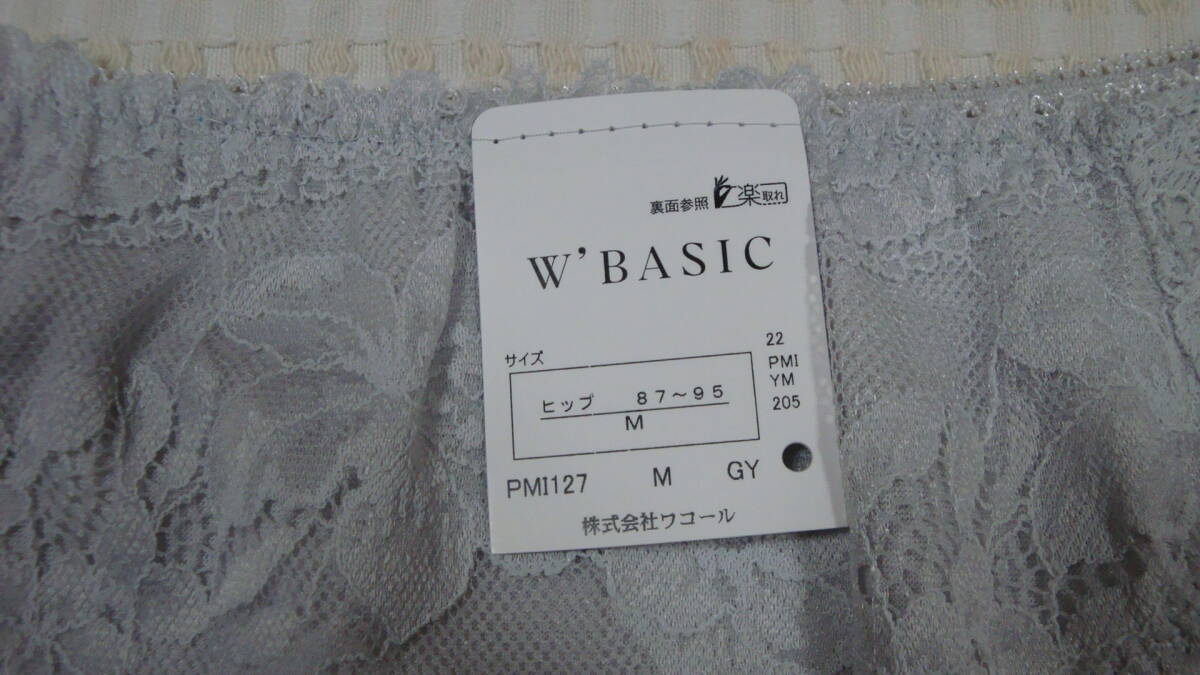 裏面参照 楽 取れ
W'BASIC
サイズ
ヒップ 87～95
M
22
PMI
YM
205
PMI127 M GY
株式会社ワコール